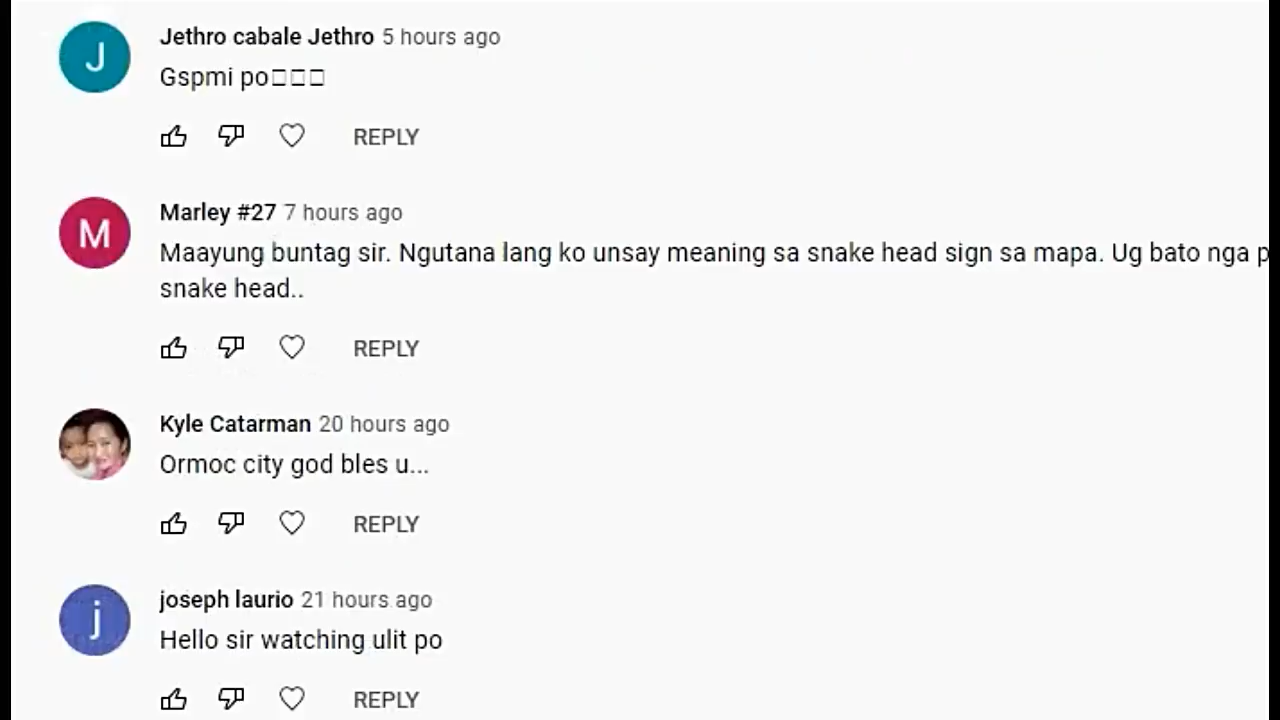 J
Jethro cabale Jethro 5 hours ago
Gspmi po□□□
REPLY
M
Marley #27 7 hours ago
Maayung buntag sir. Ngutana lang ko unsay meaning sa snake head sign sa mapa. Ug bato nga
snake head..
REPLY
Kyle Catarman 20 hours ago
Ormoc city god bles u...
REPLY
j
joseph laurio 21 hours ago
Hello sir watching ulit po
REPLY